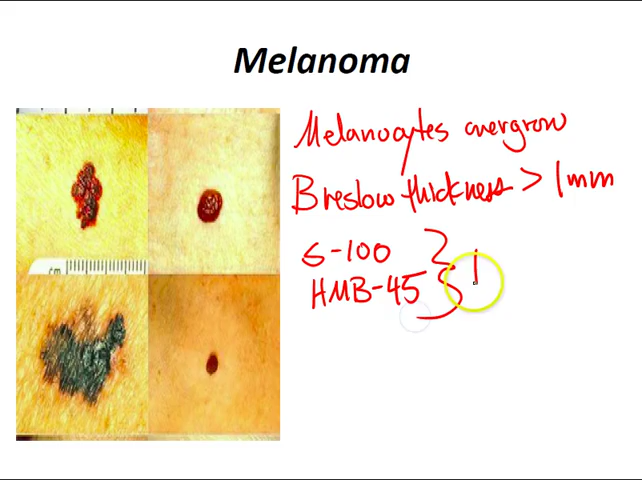 Melanoma
Melanocytes overgrow
Breslow thickness > 1mm
S-100
HMB-45
cm